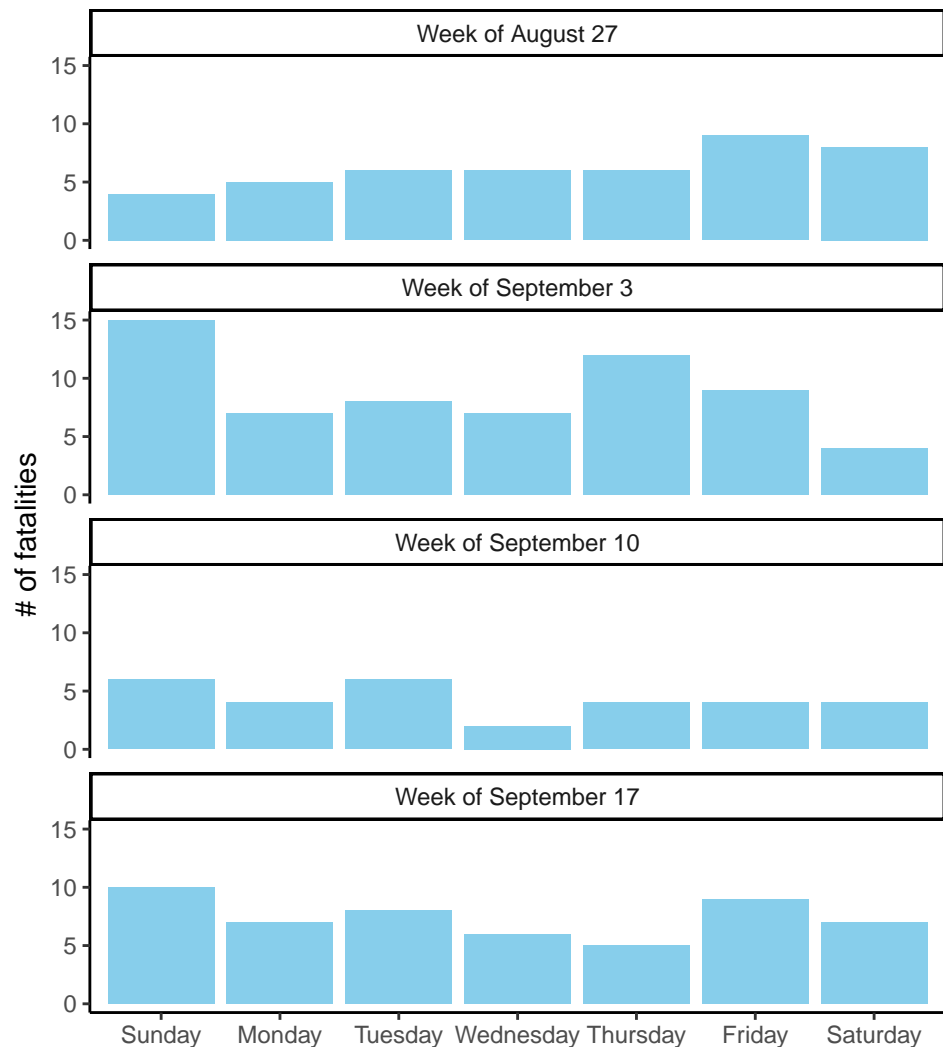 Week of August 27
15
10
5
0
Week of September 3
15
10
5
0
# of fatalities
Week of September 10
15
10
5
0
Week of September 17
15
10
5
0
Sunday Monday Tuesday Wednesday Thursday Friday Saturday